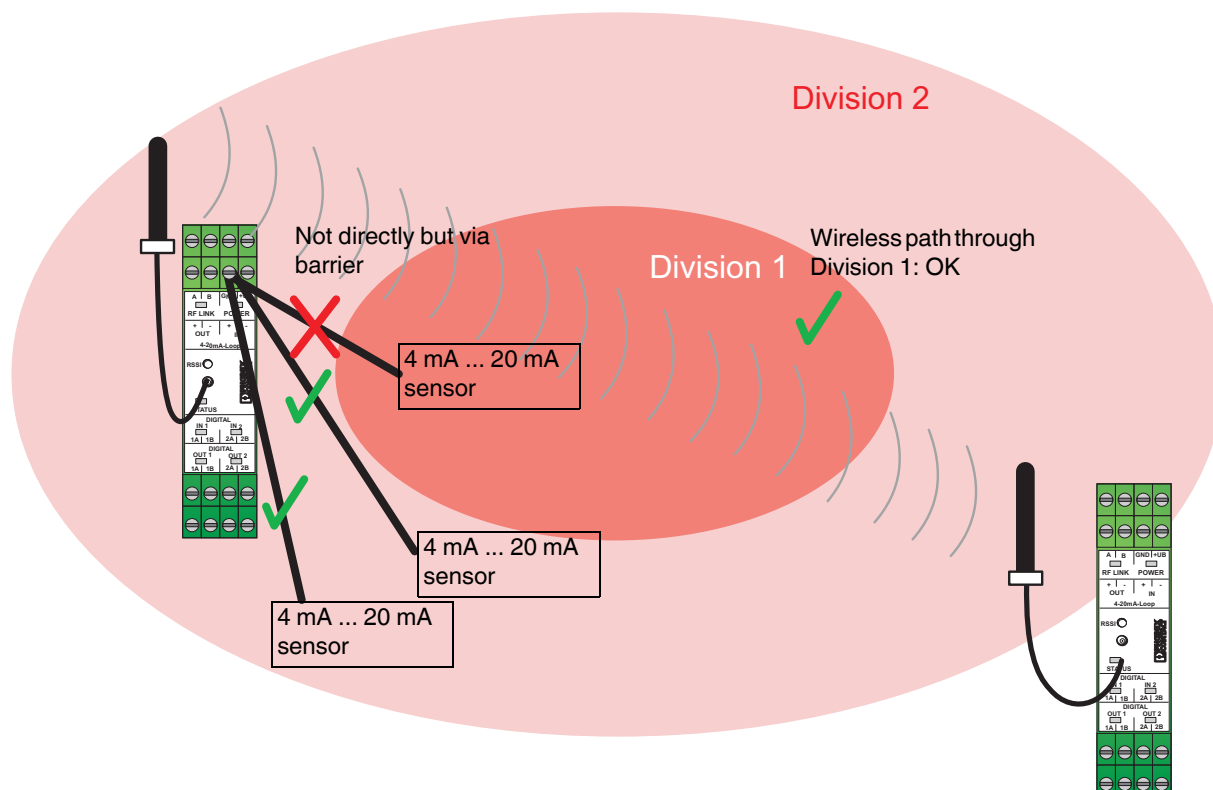 Division 2
Not directly but via
barrier
Wireless path through
Division 1: OK
Division 1
4 mA ... 20 mA
sensor
4 mA ... 20 mA
sensor
4 mA ... 20 mA
sensor
A B
RF LINK POWER
+ - + -
OUT
4-20mA-Loop
RSSI
STATUS
DIGITAL
IN 1 IN 2
1A 1B 2A 2B
DIGITAL
OUT 1 OUT 2
1A 1B 2A 2B
A B GND +UB
RF LINK POWER
+ - + -
OUT IN
4-20mA-Loop
RSSI
STATUS
DIGITAL
IN 1 IN 2
1A 1B 2A 2B
DIGITAL
OUT 1 OUT 2
1A 1B 2A 2B